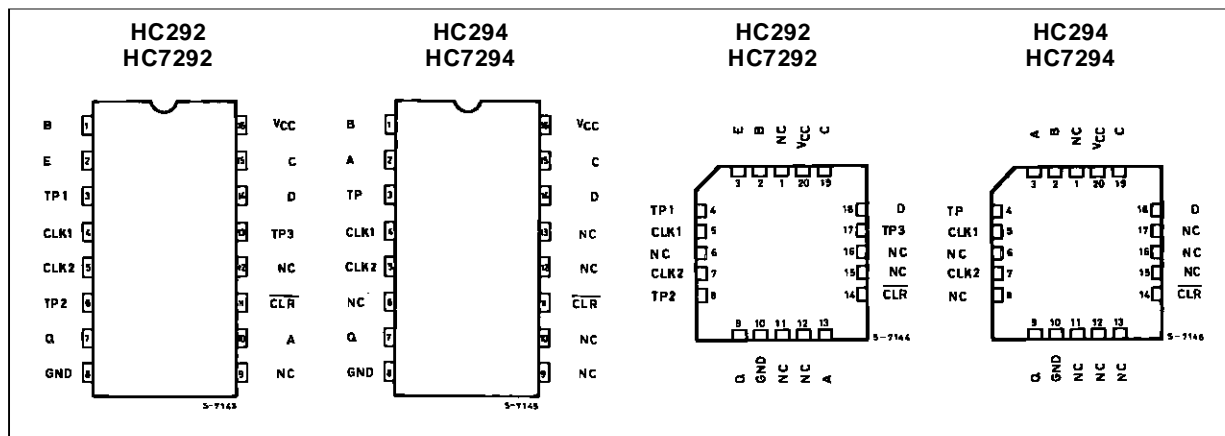 HC292
HC7292
HC294
HC7294
HC292
HC7292
HC294
HC7294
B 1 16 VCC
E 2 15 C
TP1 3 14 D
CLK1 4 13 TP3
CLK2 5 12 NC
TP2 6 11 CLR
Q 7 10 A
GND 8 9 NC
S-7143
B 1 16 VCC
A 2 15 C
TP 3 14 D
CLK1 4 13 NC
CLK2 5 12 NC
NC 6 11 CLR
Q 7 10 NC
GND 8 9 NC
S-7145
E B NC VCC C
3 2 1 20 19
TP1 4 18 D
CLK1 5 17 TP3
NC 6 16 NC
CLK2 7 15 NC
TP2 8 14 CLR
9 10 11 12 13
S-7144
Q GND NC NC A
A B NC VCC C
3 2 1 20 19
TP 4 18 D
CLK1 5 17 NC
NC 6 16 NC
CLK2 7 15 NC
NC 8 14 CLR
9 10 11 12 13
S-7146
Q GND NC NC NC